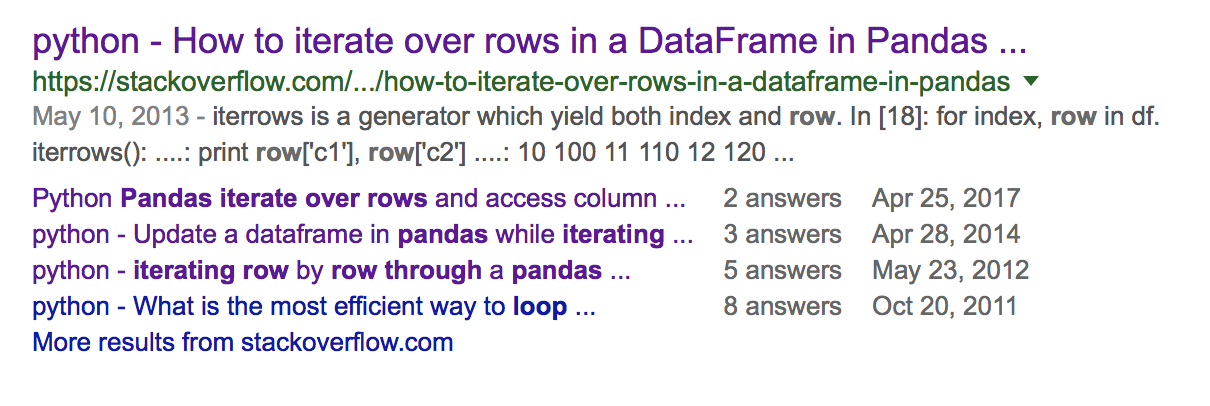 python - How to iterate over rows in a DataFrame in Pandas ...
https://stackoverflow.com/.../how-to-iterate-over-rows-in-a-dataframe-in-pandas
May 10, 2013 - iterrows is a generator which yield both index and row. In [18]: for index, row in df.
iterrows(): ....: print row['c1'], row['c2'] ....: 10 100 11 110 12 120 ...
Python Pandas iterate over rows and access column ... 2 answers Apr 25, 2017
python - Update a dataframe in pandas while iterating ... 3 answers Apr 28, 2014
python - iterating row by row through a pandas ... 5 answers May 23, 2012
python - What is the most efficient way to loop ... 8 answers Oct 20, 2011
More results from stackoverflow.com